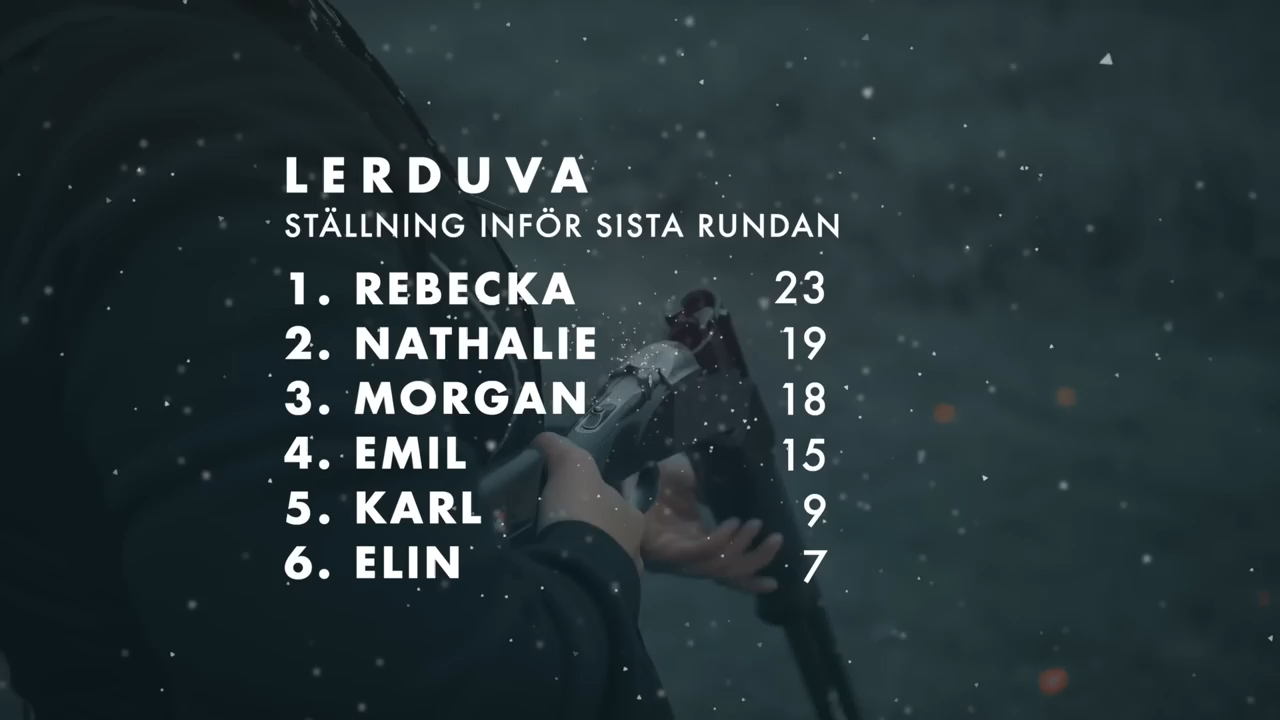 LERDUVA
STÄLLNING INFÖR SISTA RUNDAN
1. REBECKA 23
2. NATHALIE 19
3. MORGAN 18
4. EMIL 15
5. KARL 9
6. ELIN 7